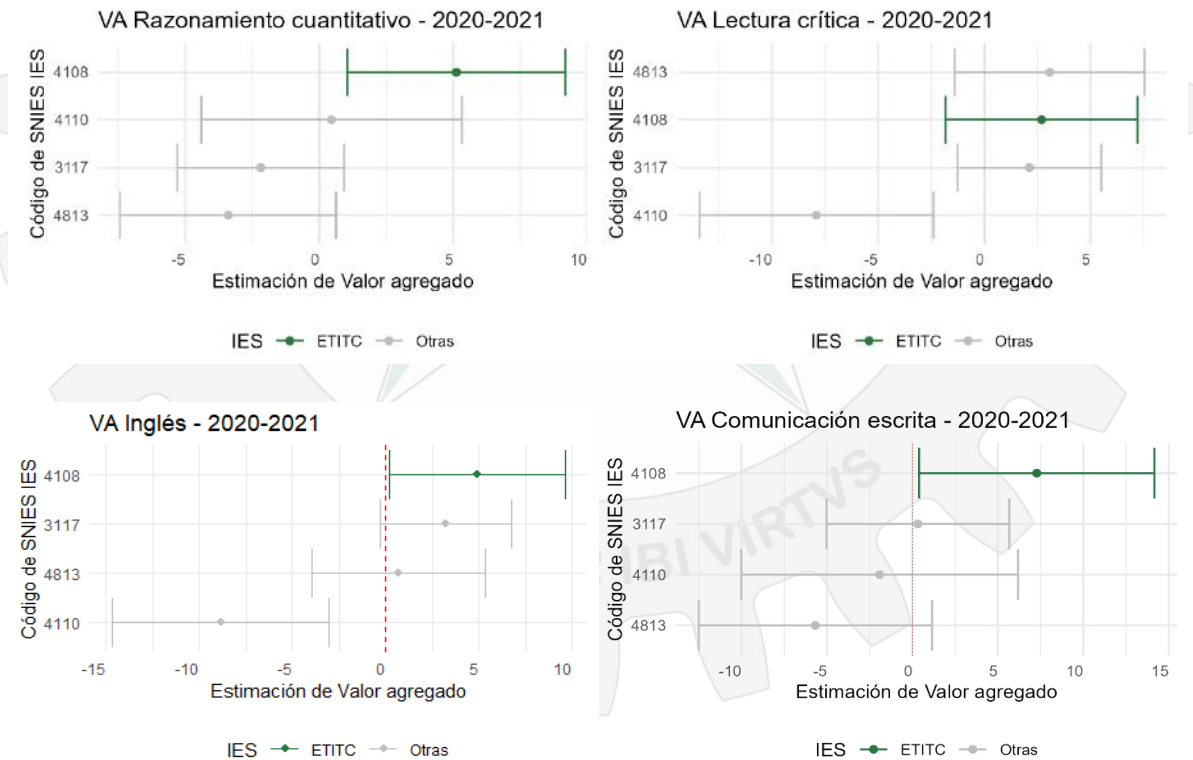 VA Razonamiento cuantitativo - 2020-2021
Código de SNIES IES
4108
4110
3117
4813
-5 0 5 10
Estimación de Valor agregado
IES ETITC Otras
VA Lectura crítica - 2020-2021
Código de SNIES IES
4813
4108
3117
4110
-10 -5 0 5
Estimación de Valor agregado
IES ETITC Otras
VA Inglés - 2020-2021
Código de SNIES IES
4108
3117
4813
4110
-15 -10 -5 0 5 10
Estimación de Valor agregado
IES ETITC Otras
VA Comunicación escrita - 2020-2021
Código de SNIES IES
4108
3117
4110
4813
-10 -5 0 5 10 15
Estimación de Valor agregado
IES ETITC Otras
VIRTVS